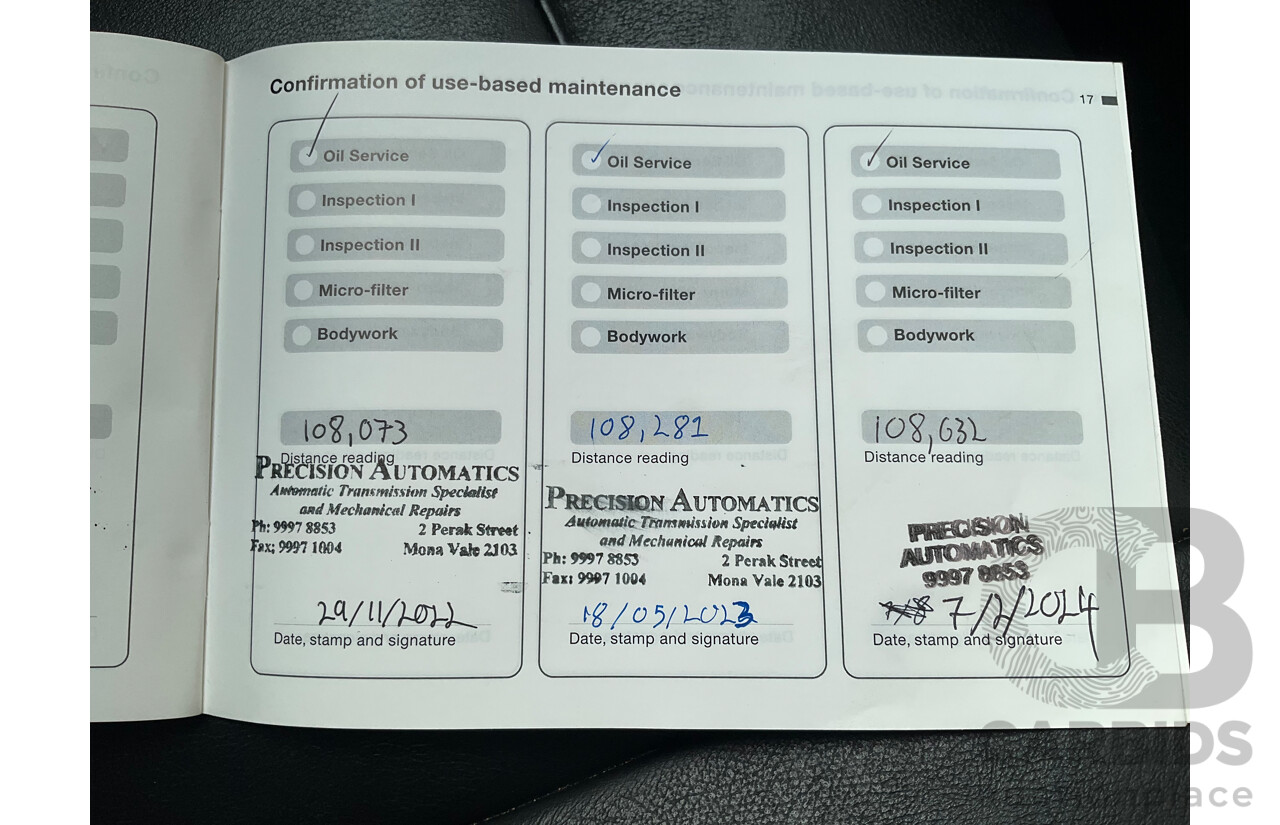 Confirmation of use-based maintenance
17
Oil Service
Inspection I
Inspection II
Micro-filter
Bodywork
108,073
Distance reading
PRECISION AUTOMATICS
Automatic Transmission Specialist
and Mechanical Repairs
Ph: 9997 8853 2 Perak Street
Fax: 9997 1004 Mona Vale 2103
29/11/2022
Date, stamp and signature
Oil Service
Inspection I
Inspection II
Micro-filter
Bodywork
108,281
Distance reading
PRECISION AUTOMATICS
Automatic Transmission Specialist
and Mechanical Repairs
Ph: 9997 8853 2 Perak Street
Fax: 9997 1004 Mona Vale 2103
18/05/2023
Date, stamp and signature
Oil Service
Inspection I
Inspection II
Micro-filter
Bodywork
108,632
Distance reading
PRECISION
AUTOMATICS
9997 8853
7/2/2024
Date, stamp and signature
CARBIDS